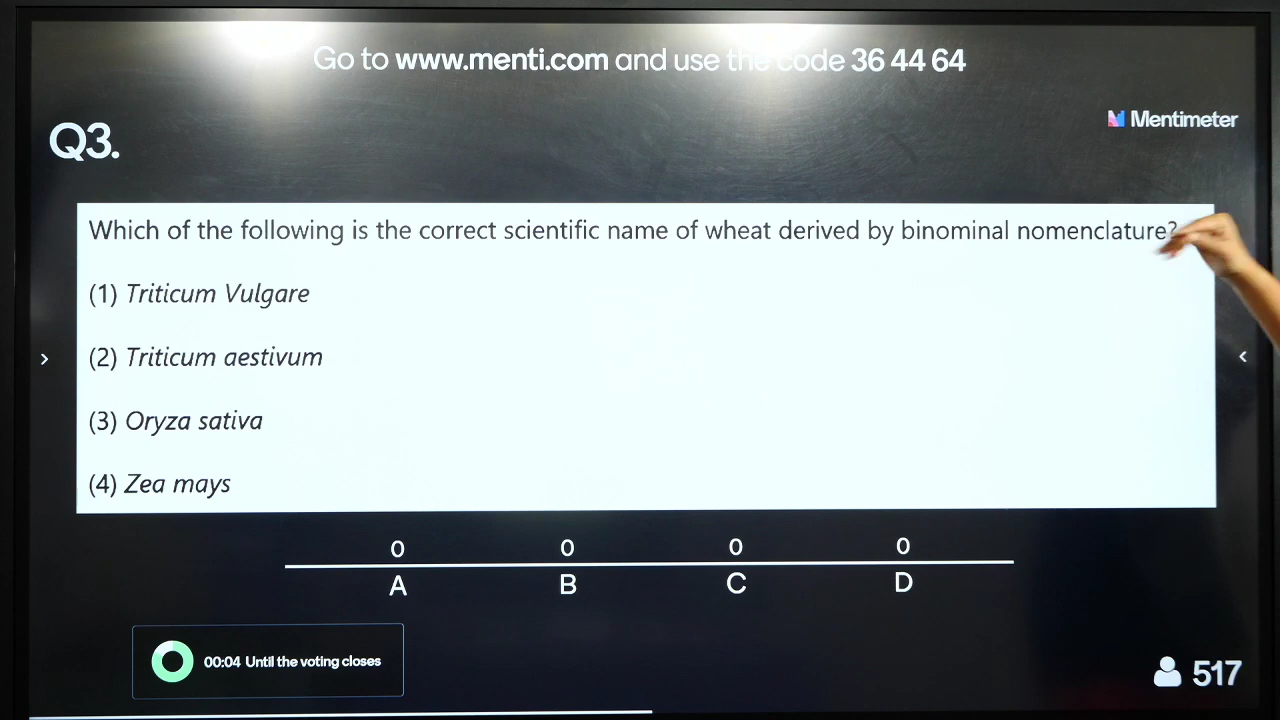 Go to www.menti.com and use the code 36 44 64
Mentimeter
Q3.
Which of the following is the correct scientific name of wheat derived by binominal nomenclature?
(1) Triticum Vulgare
(2) Triticum aestivum
(3) Oryza sativa
(4) Zea mays
0 0 0 0
A B C D
00:04 Until the voting closes
517